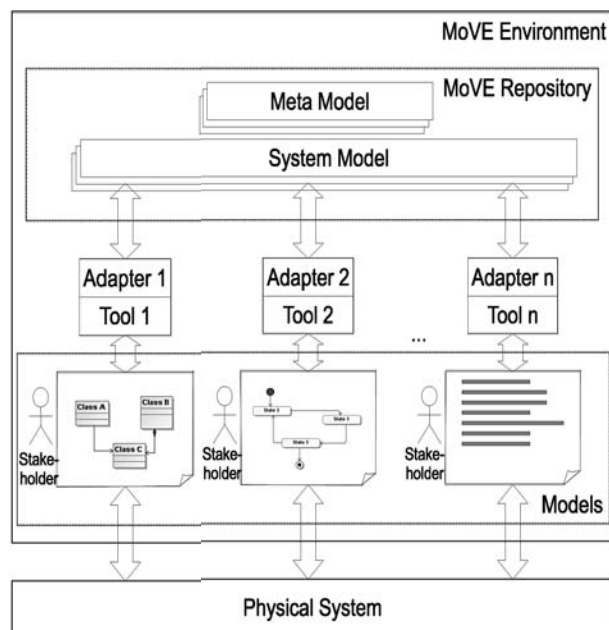 MoVE Environment
MoVE Repository
Meta Model
System Model
Adapter 1
Adapter 2
Adapter n
Tool 1
Tool 2
Tool n
...
Class A
Class B
Class C
Stake-
holder
Stake-
holder
Stake-
holder
Models
Physical System